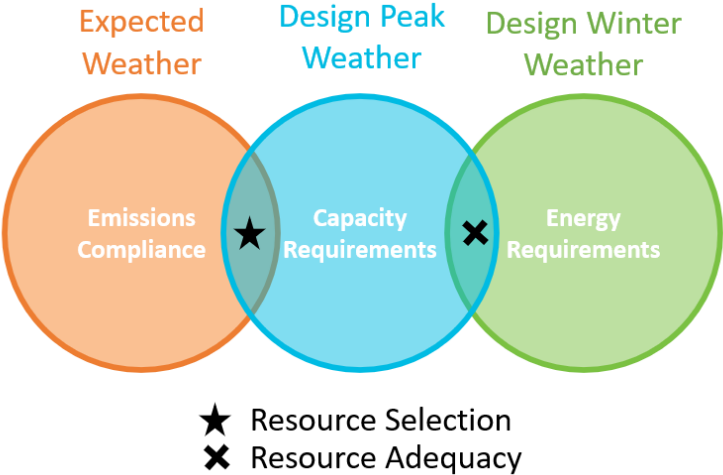 Expected
Weather
Design Peak
Weather
Design Winter
Weather
Emissions
Compliance
Capacity
Requirements
Energy
Requirements
Resource Selection
Resource Adequacy